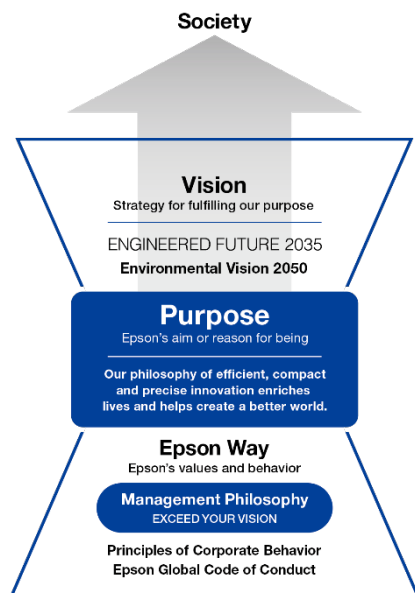 Society
Vision
Strategy for fulfilling our purpose
ENGINEERED FUTURE 2035
Environmental Vision 2050
Purpose
Epson's aim or reason for being
Our philosophy of efficient, compact
and precise innovation enriches
lives and helps create a better world.
Epson Way
Epson's values and behavior
Management Philosophy
EXCEED YOUR VISION
Principles of Corporate Behavior
Epson Global Code of Conduct